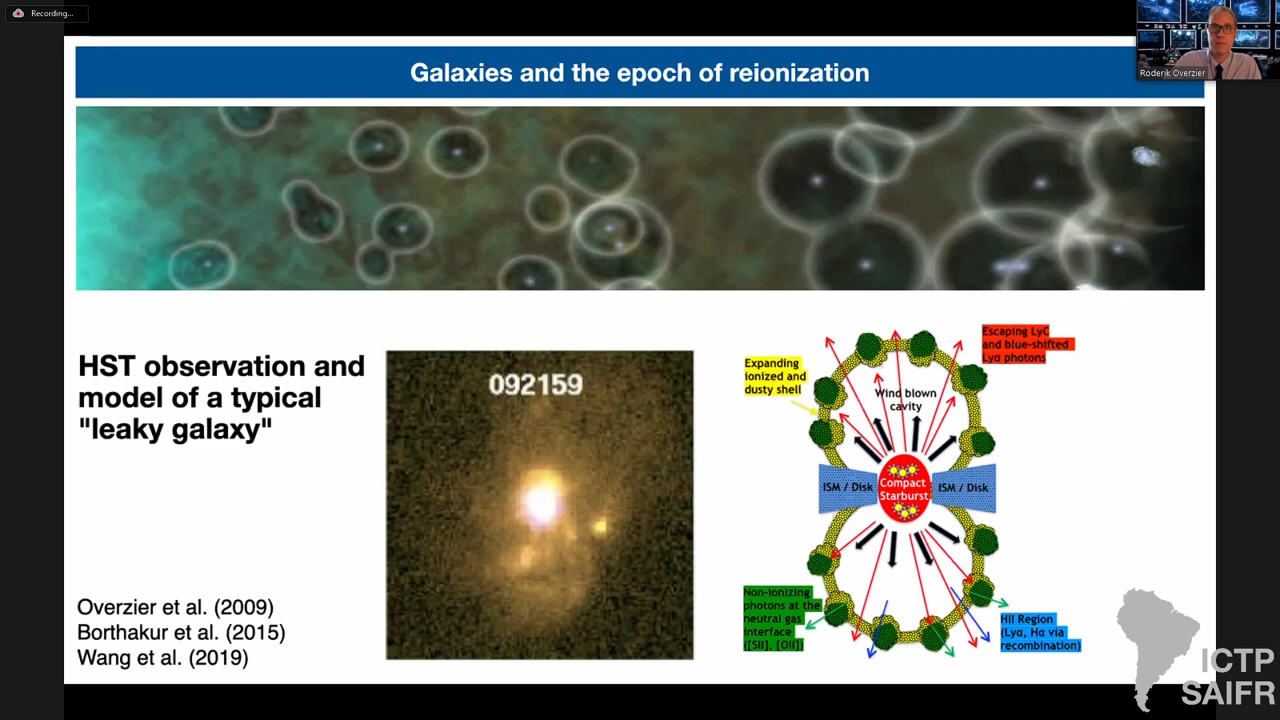 Recording...
Roderik Overzier
Galaxies and the epoch of reionization
HST observation and
model of a typical
"leaky galaxy"
Overzier et al. (2009)
Borthakur et al. (2015)
Wang et al. (2019)
092159
Expanding
ionized and
dusty shell
Escaping LyC
and blue-shifted
Lyα photons
Wind blown
cavity
ISM / Disk
Compact
Starburst
ISM / Disk
Non-ionizing
photons at the
neutral gas
interface
([SII], [OII])
HII Region
(Lyα, Hα via
recombination)
ICTP
SAIFR